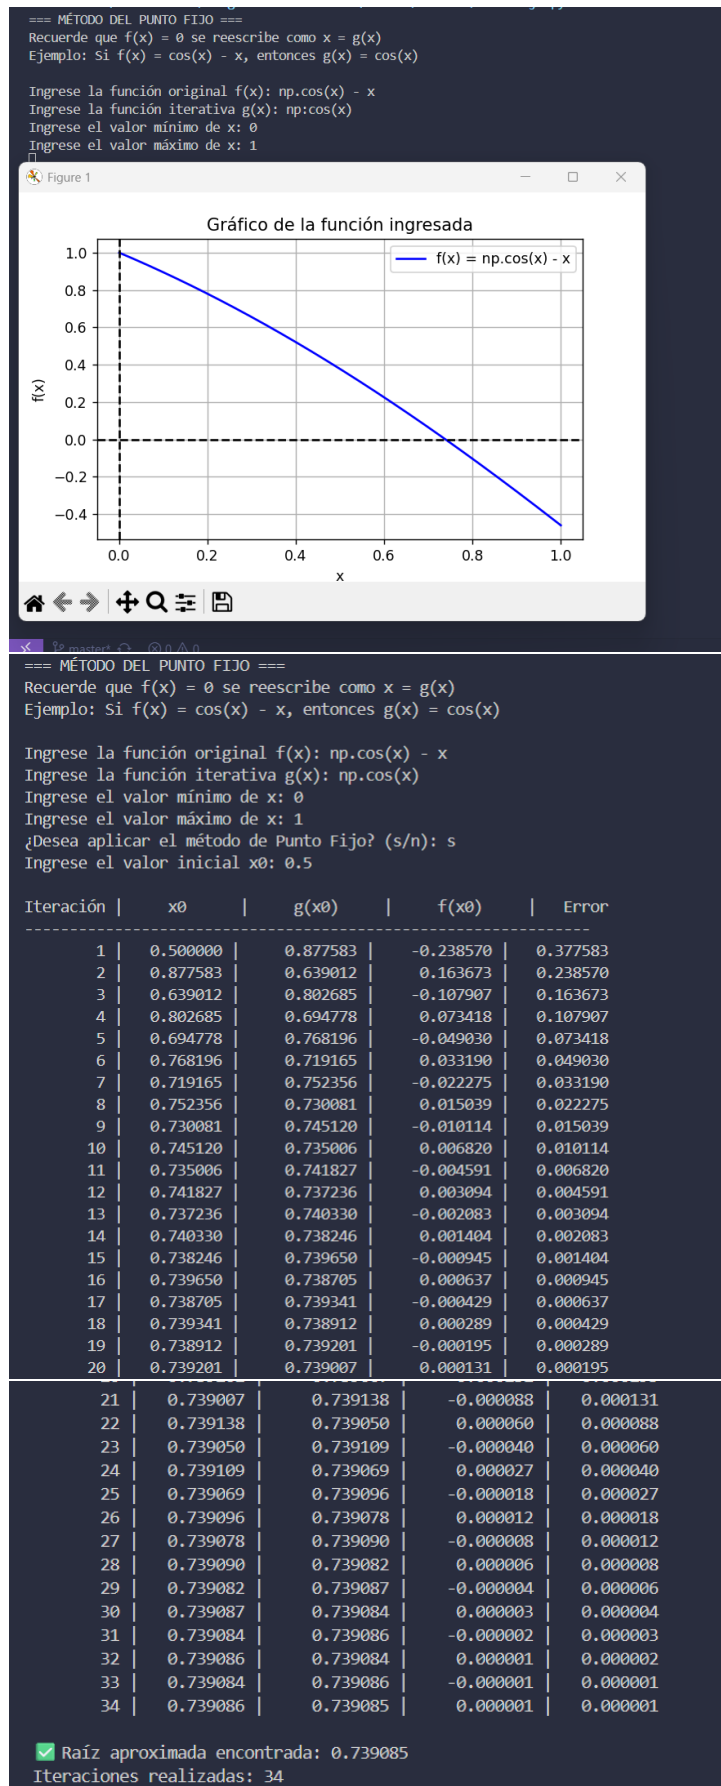 === MÉTODO DEL PUNTO FIJO ===
Recuerde que f(x) = 0 se reescribe como x = g(x)
Ejemplo: Si f(x) = cos(x) - x, entonces g(x) = cos(x)
Ingrese la función original f(x): np.cos(x) - x
Ingrese la función iterativa g(x): np:cos(x)
Ingrese el valor mínimo de x: 0
Ingrese el valor máximo de x: 1
Figure 1
Gráfico de la función ingresada
f(x) = np.cos(x) - x
1.0
0.8
0.6
0.4
0.2
0.0
−0.2
−0.4
f(x)
0.0 0.2 0.4 0.6 0.8 1.0
x
master* 0 0
=== MÉTODO DEL PUNTO FIJO ===
Recuerde que f(x) = 0 se reescribe como x = g(x)
Ejemplo: Si f(x) = cos(x) - x, entonces g(x) = cos(x)
Ingrese la función original f(x): np.cos(x) - x
Ingrese la función iterativa g(x): np.cos(x)
Ingrese el valor mínimo de x: 0
Ingrese el valor máximo de x: 1
¿Desea aplicar el método de Punto Fijo? (s/n): s
Ingrese el valor inicial x0: 0.5
Iteración | x0 | g(x0) | f(x0) | Error
---------------------------------------------------------------
1 | 0.500000 | 0.877583 | -0.238570 | 0.377583
2 | 0.877583 | 0.639012 | 0.163673 | 0.238570
3 | 0.639012 | 0.802685 | -0.107907 | 0.163673
4 | 0.802685 | 0.694778 | 0.073418 | 0.107907
5 | 0.694778 | 0.768196 | -0.049030 | 0.073418
6 | 0.768196 | 0.719165 | 0.033190 | 0.049030
7 | 0.719165 | 0.752356 | -0.022275 | 0.033190
8 | 0.752356 | 0.730081 | 0.015039 | 0.022275
9 | 0.730081 | 0.745120 | -0.010114 | 0.015039
10 | 0.745120 | 0.735006 | 0.006820 | 0.010114
11 | 0.735006 | 0.741827 | -0.004591 | 0.006820
12 | 0.741827 | 0.737236 | 0.003094 | 0.004591
13 | 0.737236 | 0.740330 | -0.002083 | 0.003094
14 | 0.740330 | 0.738246 | 0.001404 | 0.002083
15 | 0.738246 | 0.739650 | -0.000945 | 0.001404
16 | 0.739650 | 0.738705 | 0.000637 | 0.000945
17 | 0.738705 | 0.739341 | -0.000429 | 0.000637
18 | 0.739341 | 0.738912 | 0.000289 | 0.000429
19 | 0.738912 | 0.739201 | -0.000195 | 0.000289
20 | 0.739201 | 0.739007 | 0.000131 | 0.000195
21 | 0.739007 | 0.739138 | -0.000088 | 0.000131
22 | 0.739138 | 0.739050 | 0.000060 | 0.000088
23 | 0.739050 | 0.739109 | -0.000040 | 0.000060
24 | 0.739109 | 0.739069 | 0.000027 | 0.000040
25 | 0.739069 | 0.739096 | -0.000018 | 0.000027
26 | 0.739096 | 0.739078 | 0.000012 | 0.000018
27 | 0.739078 | 0.739090 | -0.000008 | 0.000012
28 | 0.739090 | 0.739082 | 0.000006 | 0.000008
29 | 0.739082 | 0.739087 | -0.000004 | 0.000006
30 | 0.739087 | 0.739084 | 0.000003 | 0.000004
31 | 0.739084 | 0.739086 | -0.000002 | 0.000003
32 | 0.739086 | 0.739084 | 0.000001 | 0.000002
33 | 0.739084 | 0.739086 | -0.000001 | 0.000001
34 | 0.739086 | 0.739085 | 0.000001 | 0.000001
✅ Raíz aproximada encontrada: 0.739085
Iteraciones realizadas: 34